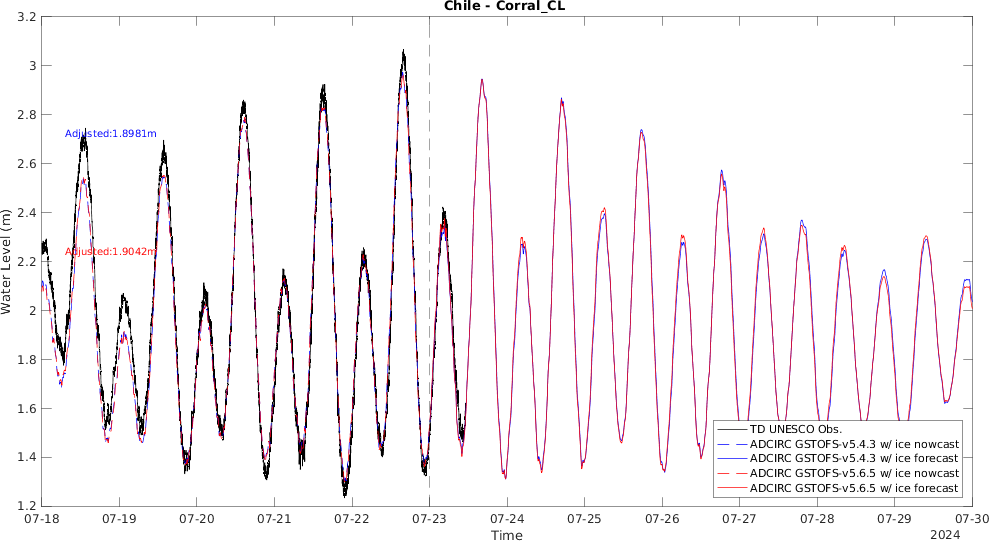 Chile - Corral_CL
3.2
3
2.8
2.6
2.4
2.2
2
1.8
1.6
1.4
1.2
Water Level (m)
Adjusted:1.8981m
Adjusted:1.9042m
TD UNESCO Obs.
ADCIRC GSTOFS-v5.4.3 w/ ice nowcast
ADCIRC GSTOFS-v5.4.3 w/ ice forecast
ADCIRC GSTOFS-v5.6.5 w/ ice nowcast
ADCIRC GSTOFS-v5.6.5 w/ ice forecast
07-18 07-19 07-20 07-21 07-22 07-23 07-24 07-25 07-26 07-27 07-28 07-29 07-30
Time
2024